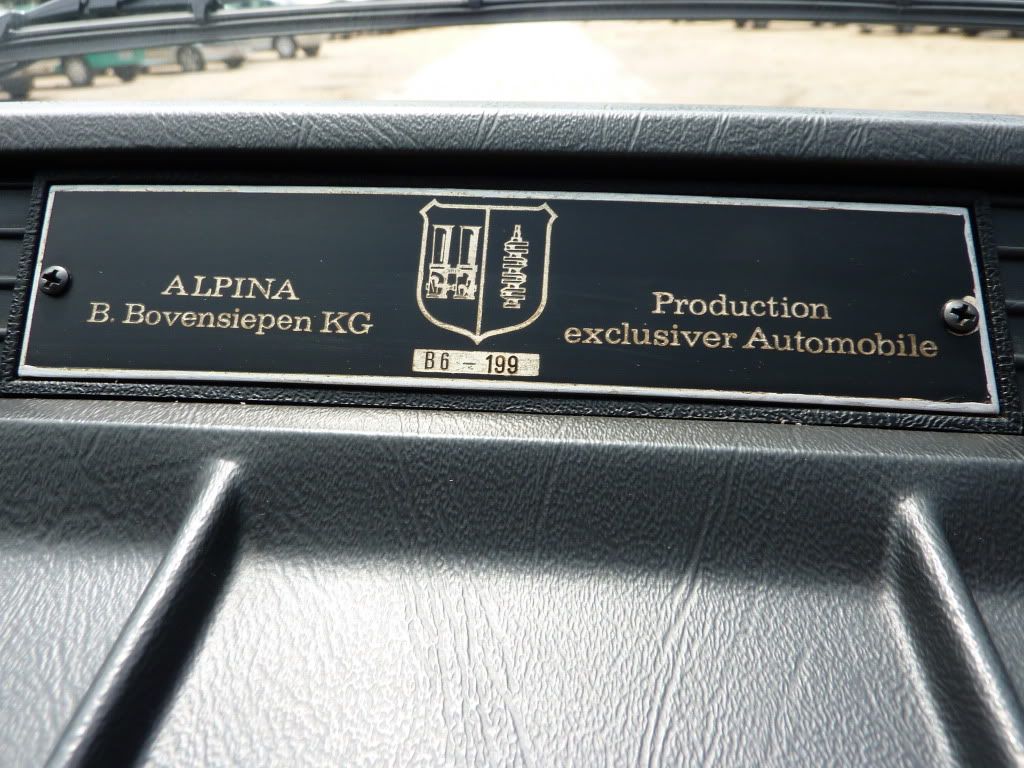 ALPINA
B. Bovensiepen KG
B6 - 199
Production
exclusiver Automobile